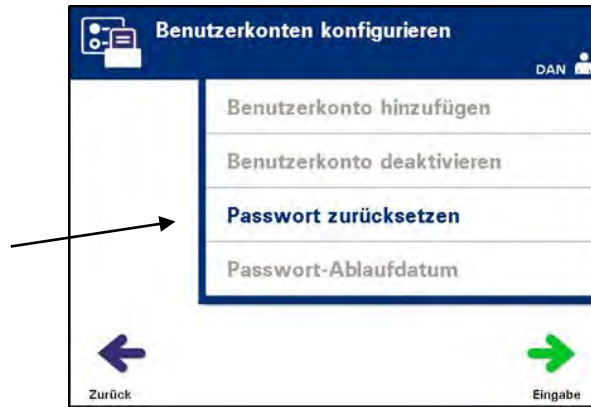 Benutzerkonten konfigurieren
DAN
Benutzerkonto hinzufügen
Benutzerkonto deaktivieren
Passwort zurücksetzen
Passwort-Ablaufdatum
Zurück
Eingabe